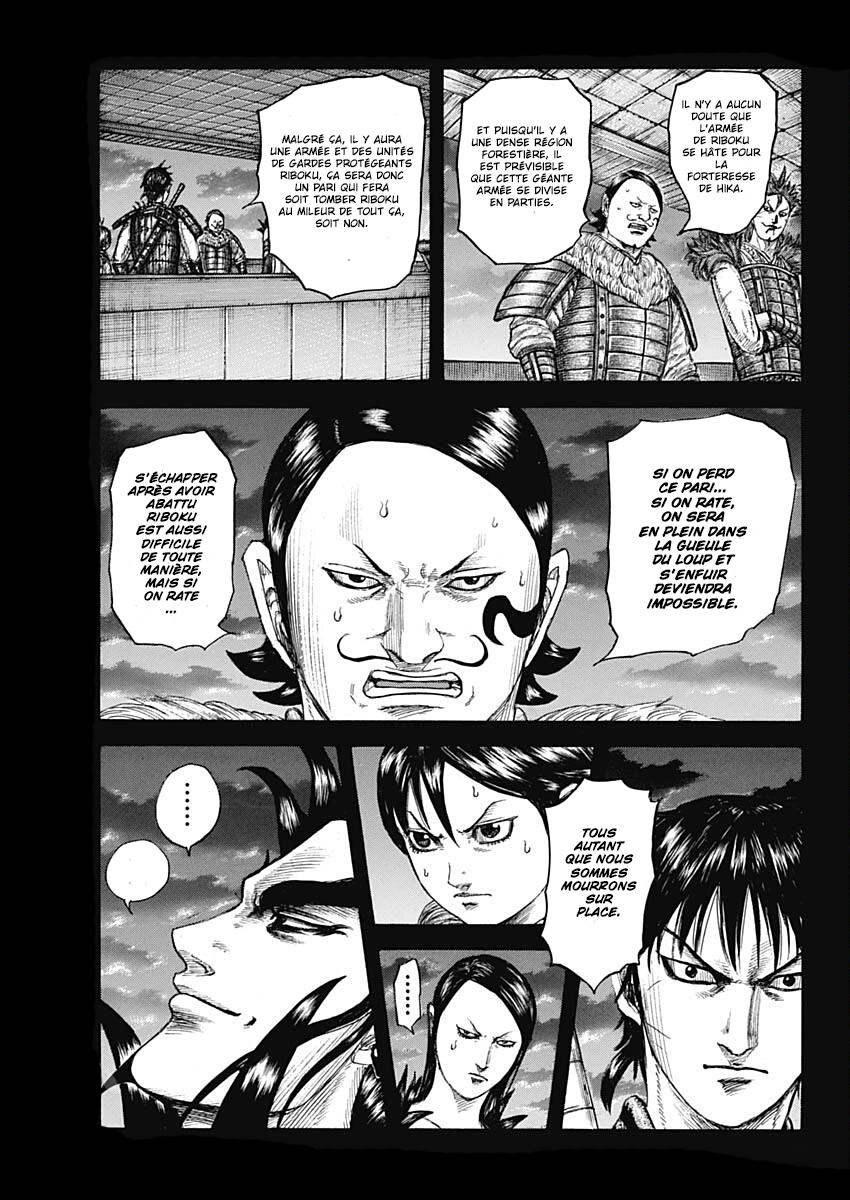 IL N'Y A AUCUN
DOUTE QUE
L'ARMÉE
DE RIBOKU
SE HÂTE POUR
LA
FORTERESSE
DE HIKA.
ET PUISQU'IL Y A
UNE DENSE RÉGION
FORESTIÈRE, IL
EST PRÉVISIBLE
QUE CETTE GÉANTE
ARMÉE SE DIVISE
EN PARTIES.
MALGRÉ ÇA, IL Y AURA
UNE ARMÉE ET DES UNITÉS
DE GARDES PROTÉGEANTS
RIBOKU, ÇA SERA DONC
UN PARI QUI FERA
SOIT TOMBER RIBOKU
AU MILEUR DE TOUT ÇA,
SOIT NON.
SI ON PERD
CE PARI...
SI ON RATE,
ON SERA
EN PLEIN DANS
LA GUEULE
DU LOUP ET
S'ENFUIR
DEVIENDRA
IMPOSSIBLE.
S'ÉCHAPPER
APRÈS AVOIR
ABATTU
RIBOKU
EST AUSSI
DIFFICILE
DE TOUTE
MANIÈRE,
MAIS SI
ON RATE
...
TOUS
AUTANT
QUE NOUS
SOMMES
MOURRONS
SUR
PLACE.
......
......